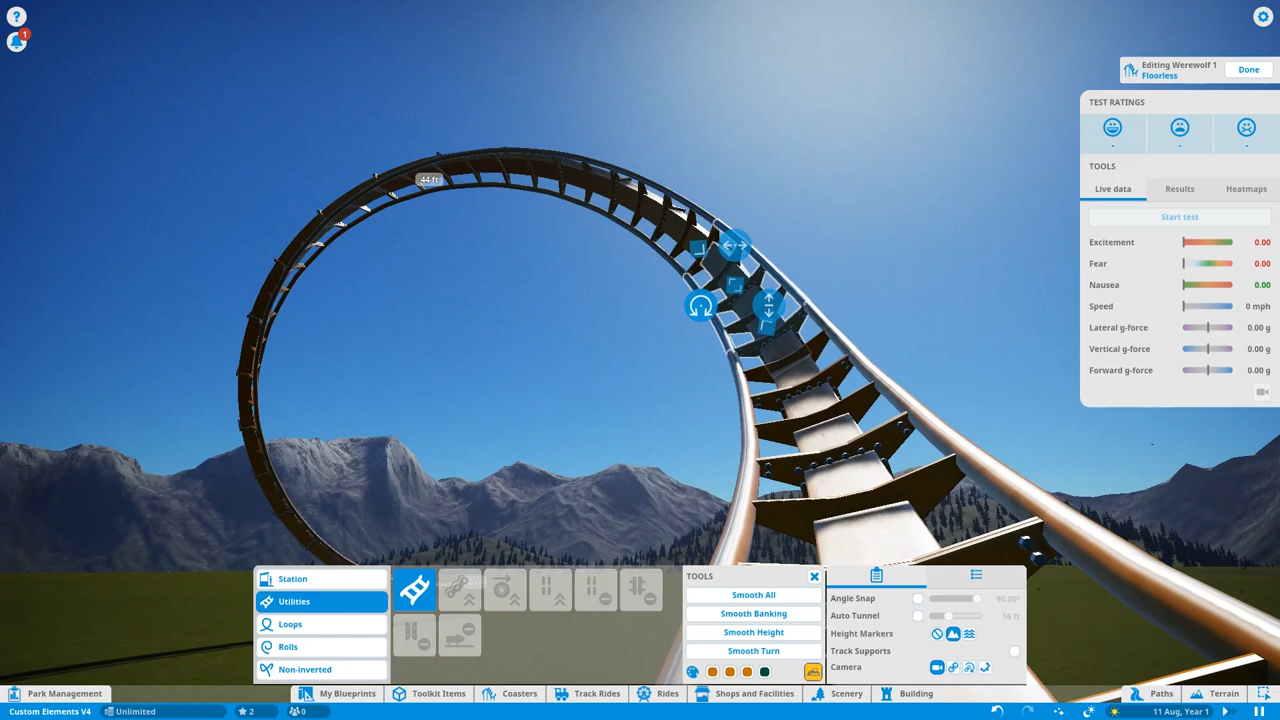 ?
1
Editing Werewolf 1
Floorless
Done
TEST RATINGS
- - -
TOOLS
Live data Results Heatmaps
Start test
Excitement 0.00
Fear 0.00
Nausea 0.00
Speed 0 mph
Lateral g-force 0.00 g
Vertical g-force 0.00 g
Forward g-force 0.00 g
44 ft
Station
Utilities
Loops
Rolls
Non-inverted
TOOLS
Smooth All
Smooth Banking
Smooth Height
Smooth Turn
Angle Snap 90.00°
Auto Tunnel 16 ft
Height Markers
Track Supports
Camera
Park Management My Blueprints Toolkit Items Coasters Track Rides Rides Shops and Facilities Scenery Building Paths Terrain
Custom Elements V4 Unlimited 2 0 11 Aug, Year 1